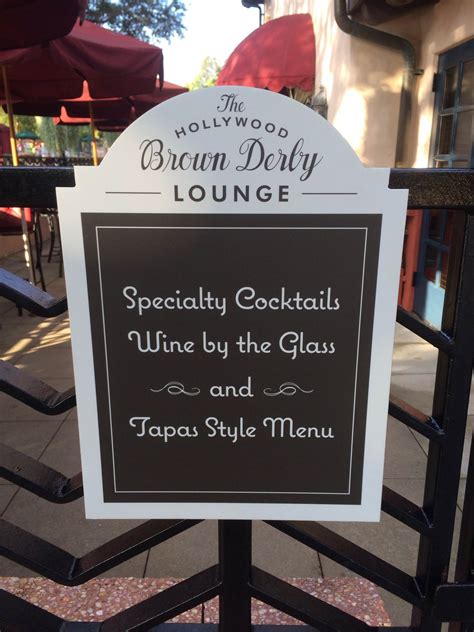 The
HOLLYWOOD
Brown Derby
LOUNGE
Specialty Cocktails
Wine by the Glass
and
Tapas Style Menu